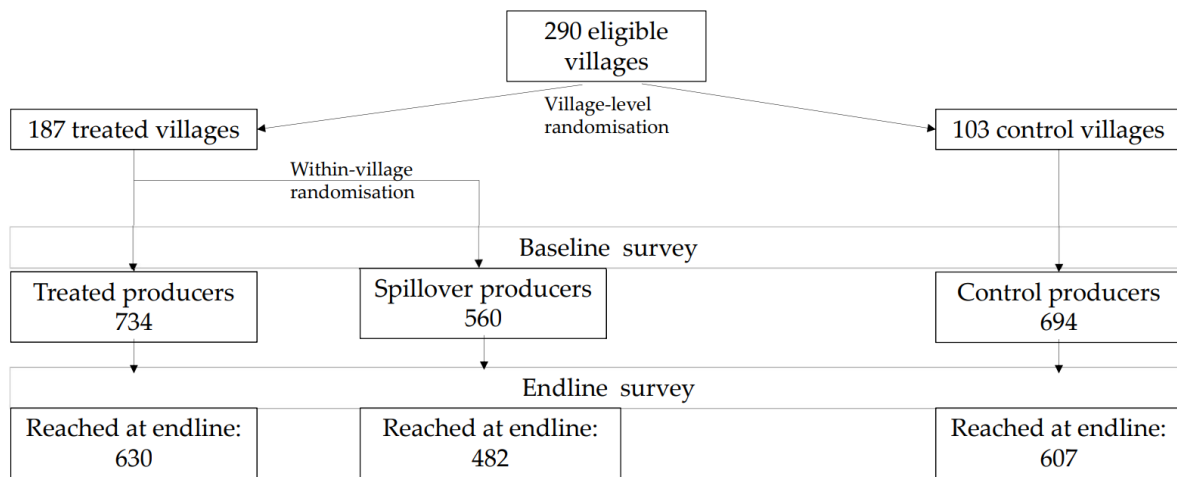 290 eligible
villages
Village-level
randomisation
187 treated villages
103 control villages
Within-village
randomisation
Baseline survey
Treated producers
734
Spillover producers
560
Control producers
694
Endline survey
Reached at endline:
630
Reached at endline:
482
Reached at endline:
607